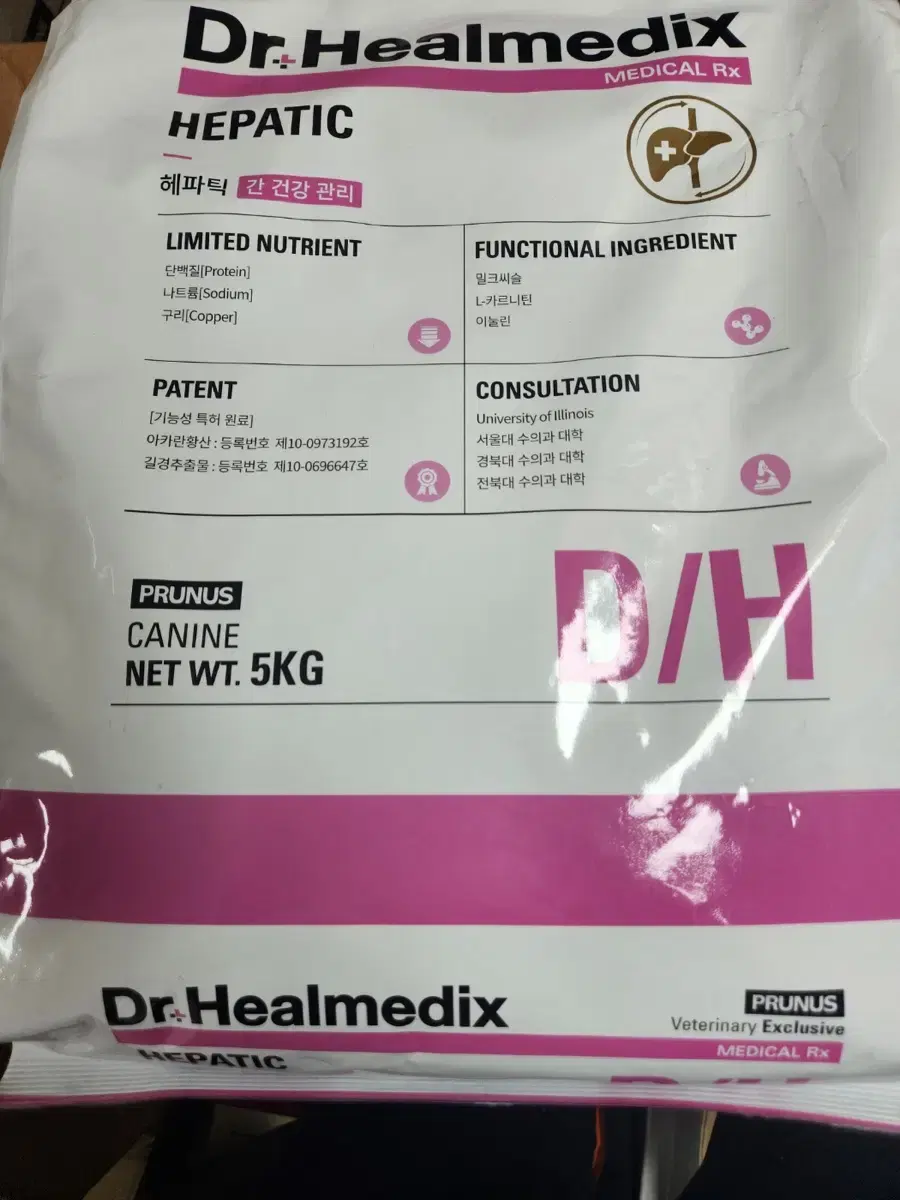 Dr.Healmedix
MEDICAL Rx
HEPATIC
헤파틱 간 건강 관리
LIMITED NUTRIENT
단백질[Protein]
나트륨[Sodium]
구리[Copper]
FUNCTIONAL INGREDIENT
밀크씨슬
L-카르니틴
이눌린
PATENT
[기능성 특허 원료]
아카란황산 : 등록번호 제10-0973192호
길경추출물 : 등록번호 제10-0696647호
CONSULTATION
University of Illinois
서울대 수의과 대학
경북대 수의과 대학
전북대 수의과 대학
PRUNUS
CANINE
NET WT. 5KG
D/H
Dr.Healmedix
PRUNUS
Veterinary Exclusive
MEDICAL Rx
HEPATIC
D/H